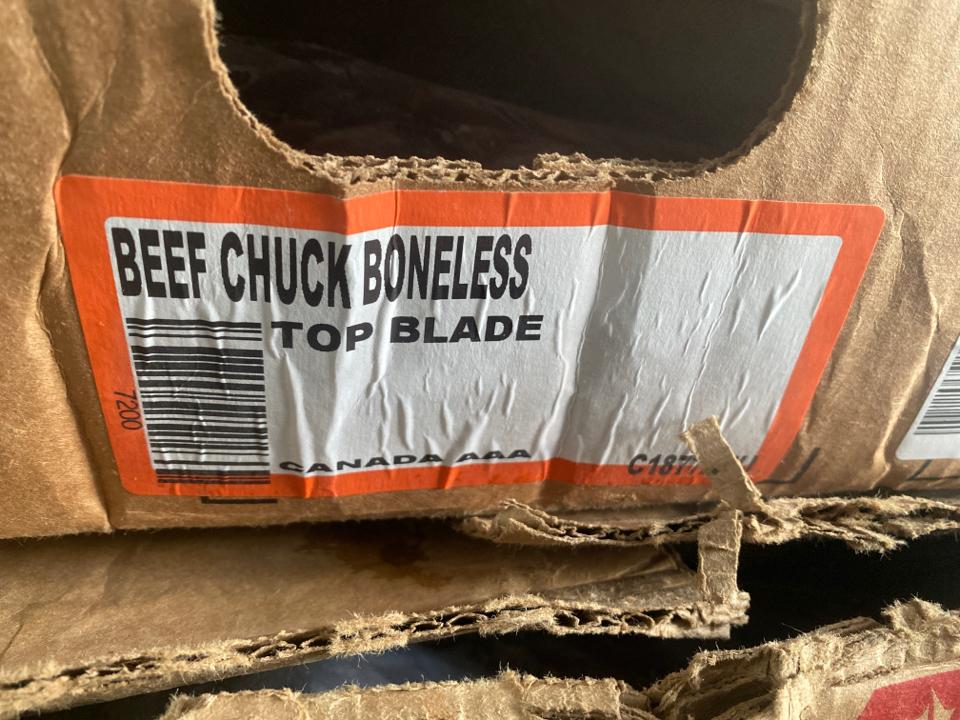 BEEF CHUCK BONELESS
TOP BLADE
7200
CANADA AAA